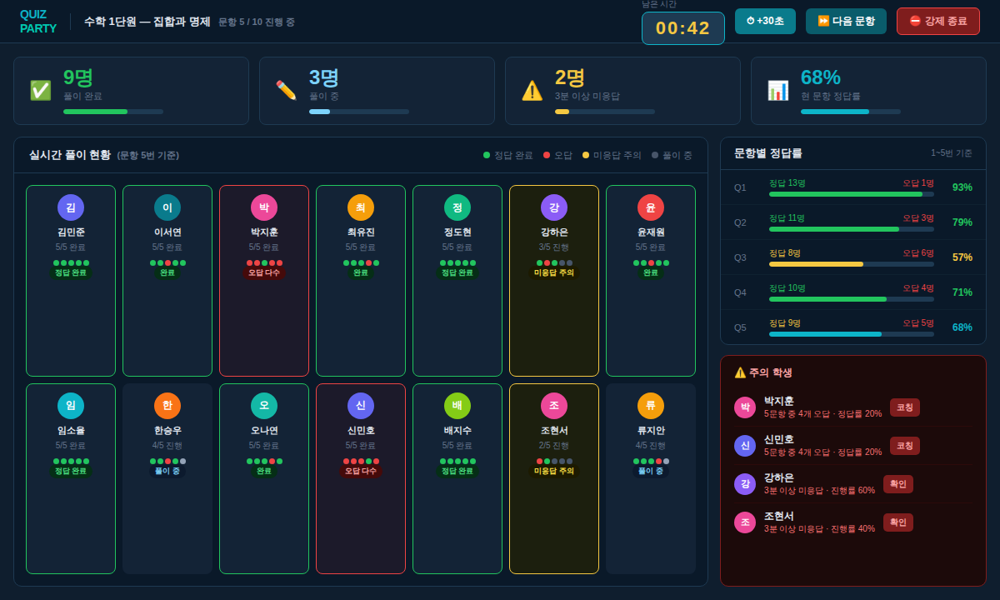 QUIZ
PARTY
수학 1단원 — 집합과 명제 문항 5 / 10 진행 중
남은 시간
00:42
⏱ +30초
⏩ 다음 문항
⛔ 강제 종료
✅ 9명
풀이 완료
✏️ 3명
풀이 중
⚠️ 2명
3분 이상 미응답
📊 68%
현 문항 정답률
실시간 풀이 현황 (문항 5번 기준)
정답 완료 오답 미응답 주의 풀이 중
김
김민준
5/5 완료
정답 완료
이
이서연
5/5 완료
완료
박
박지훈
5/5 완료
오답 다수
최
최유진
5/5 완료
완료
정
정도현
5/5 완료
정답 완료
강
강하은
3/5 진행
미응답 주의
윤
윤재원
5/5 완료
완료
임
임소율
5/5 완료
정답 완료
한
한승우
4/5 진행
풀이 중
오
오나연
5/5 완료
완료
신
신민호
5/5 완료
오답 다수
배
배지수
5/5 완료
정답 완료
조
조현서
2/5 진행
미응답 주의
류
류지안
4/5 진행
풀이 중
문항별 정답률 1~5번 기준
Q1 정답 13명 오답 1명 93%
Q2 정답 11명 오답 3명 79%
Q3 정답 8명 오답 6명 57%
Q4 정답 10명 오답 4명 71%
Q5 정답 9명 오답 5명 68%
⚠️ 주의 학생
박
박지훈
5문항 중 4개 오답 · 정답률 20%
코칭
신
신민호
5문항 중 4개 오답 · 정답률 20%
코칭
강
강하은
3분 이상 미응답 · 진행률 60%
확인
조
조현서
3분 이상 미응답 · 진행률 40%
확인